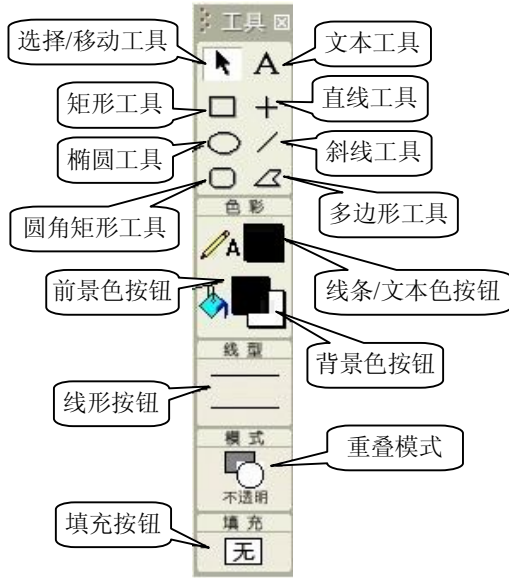 工具
选择/移动工具
A
文本工具
矩形工具
直线工具
椭圆工具
斜线工具
圆角矩形工具
多边形工具
色彩
A
前景色按钮
线条/文本色按钮
背景色按钮
线型
线形按钮
模式
重叠模式
不透明
填充
填充按钮
无